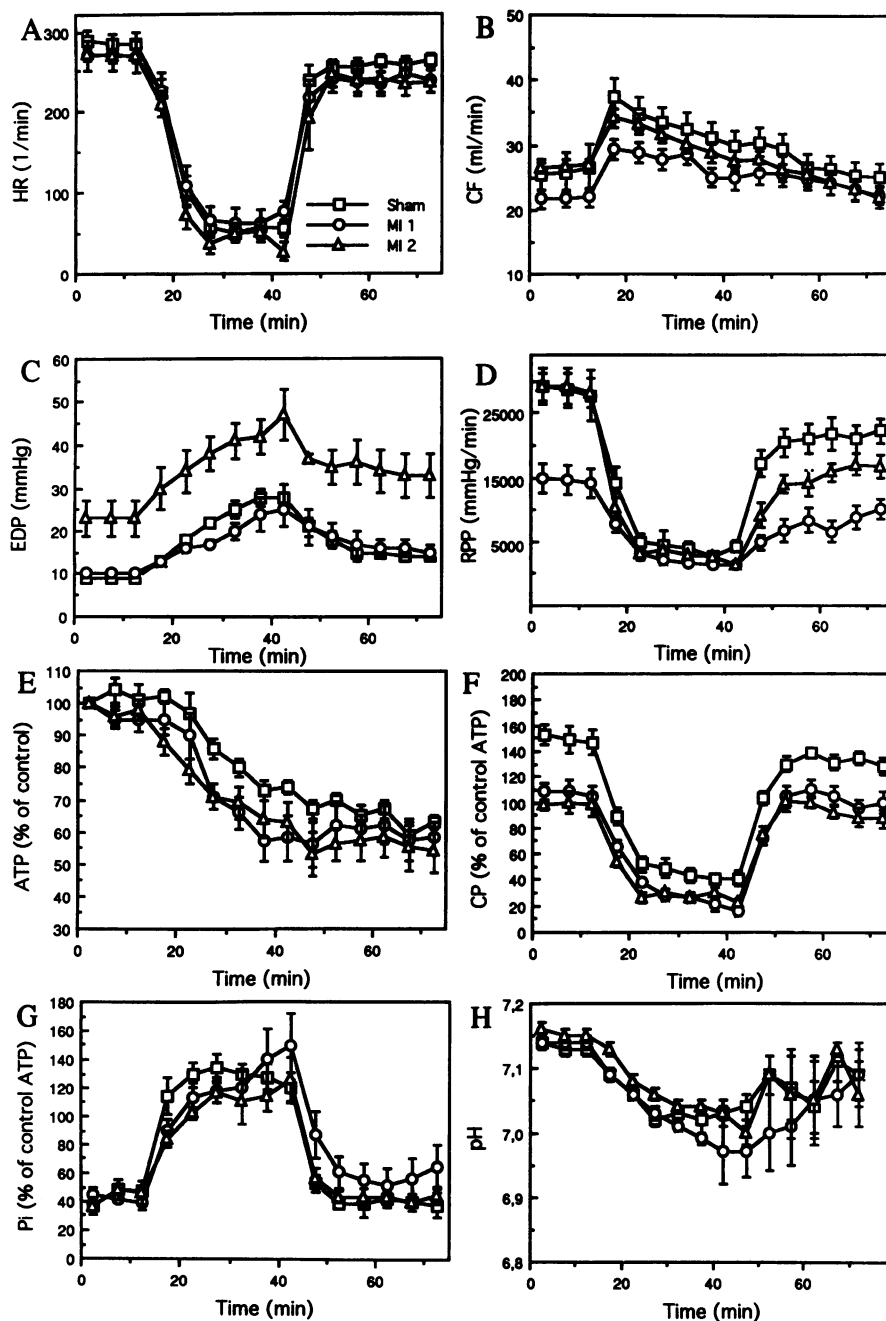 A
HR (1/min)
300
200
100
0
0 20 40 60
Time (min)
Sham
MI 1
MI 2
B
CF (ml/min)
50
40
30
20
10
0 20 40 60
Time (min)
C
EDP (mmHg)
60
50
40
30
20
10
0
0 20 40 60
Time (min)
D
RPP (mmHg/min)
25000
15000
5000
0 20 40 60
Time (min)
E
ATP (% of control)
110
100
90
80
70
60
50
40
30
0 20 40 60
Time (min)
F
CP (% of control ATP)
200
180
160
140
120
100
80
60
40
20
0
0 20 40 60
Time (min)
G
Pi (% of control ATP)
180
160
140
120
100
80
60
40
20
0
0 20 40 60
Time (min)
H
pH
7,2
7,1
7,0
6,9
6,8
0 20 40 60
Time (min)